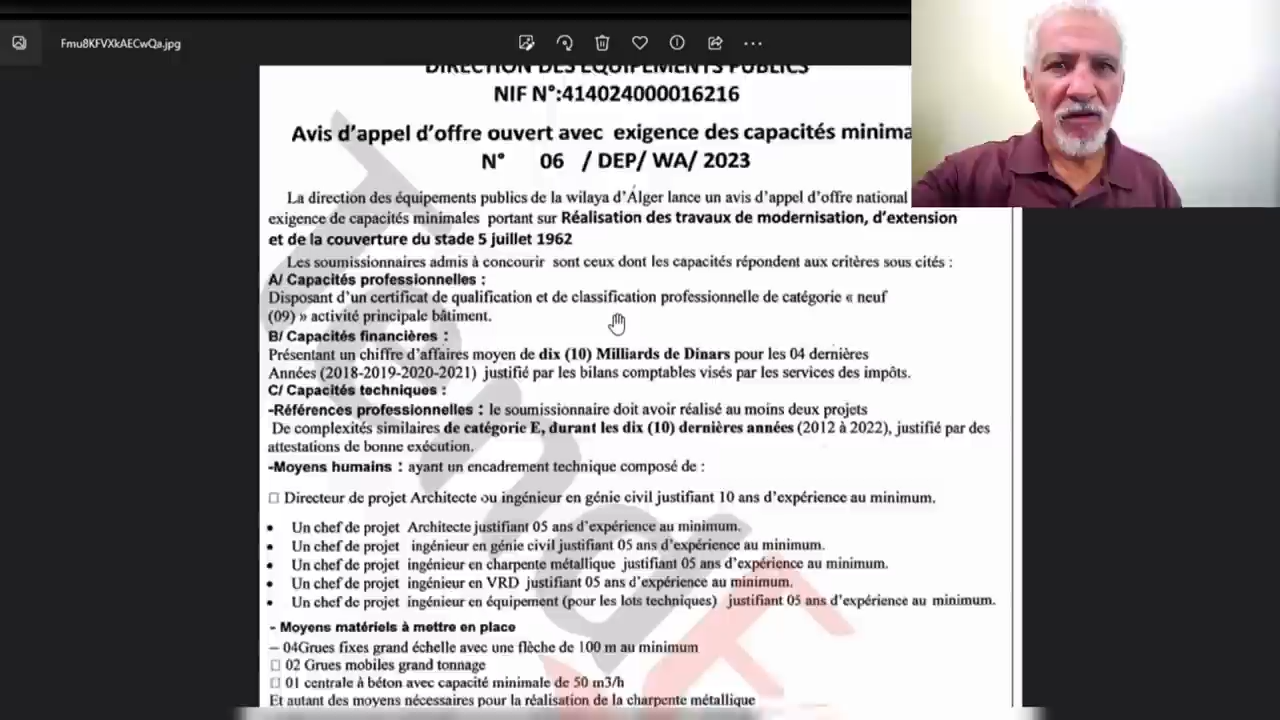 Fmu8KFVXkAECwQa.jpg
DIRECTION DES EQUIPEMENTS PUBLICS
NIF N°:414024000016216
Avis d'appel d'offre ouvert avec exigence des capacités minima
N° 06 / DEP/ WA/ 2023
La direction des équipements publics de la wilaya d'Alger lance un avis d'appel d'offre national
exigence de capacités minimales portant sur Réalisation des travaux de modernisation, d'extension
et de la couverture du stade 5 juillet 1962
Les soumissionnaires admis à concourir sont ceux dont les capacités répondent aux critères sous cités :
A/ Capacités professionnelles :
Disposant d'un certificat de qualification et de classification professionnelle de catégorie « neuf
(09) » activité principale bâtiment.
B/ Capacités financières :
Présentant un chiffre d'affaires moyen de dix (10) Milliards de Dinars pour les 04 dernières
Années (2018-2019-2020-2021) justifié par les bilans comptables visés par les services des impôts.
C/ Capacités techniques :
-Références professionnelles : le soumissionnaire doit avoir réalisé au moins deux projets
De complexités similaires de catégorie E, durant les dix (10) dernières années (2012 à 2022), justifié par des
attestations de bonne exécution.
-Moyens humains : ayant un encadrement technique composé de :
□ Directeur de projet Architecte ou ingénieur en génie civil justifiant 10 ans d'expérience au minimum.
• Un chef de projet Architecte justifiant 05 ans d'expérience au minimum.
• Un chef de projet ingénieur en génie civil justifiant 05 ans d'expérience au minimum.
• Un chef de projet ingénieur en charpente métallique justifiant 05 ans d'expérience au minimum.
• Un chef de projet ingénieur en VRD justifiant 05 ans d'expérience au minimum.
• Un chef de projet ingénieur en équipement (pour les lots techniques) justifiant 05 ans d'expérience au minimum.
- Moyens matériels à mettre en place
– 04Grues fixes grand échelle avec une flèche de 100 m au minimum
□ 02 Grues mobiles grand tonnage
□ 01 centrale à béton avec capacité minimale de 50 m3/h
Et autant des moyens nécessaires pour la réalisation de la charpente métallique